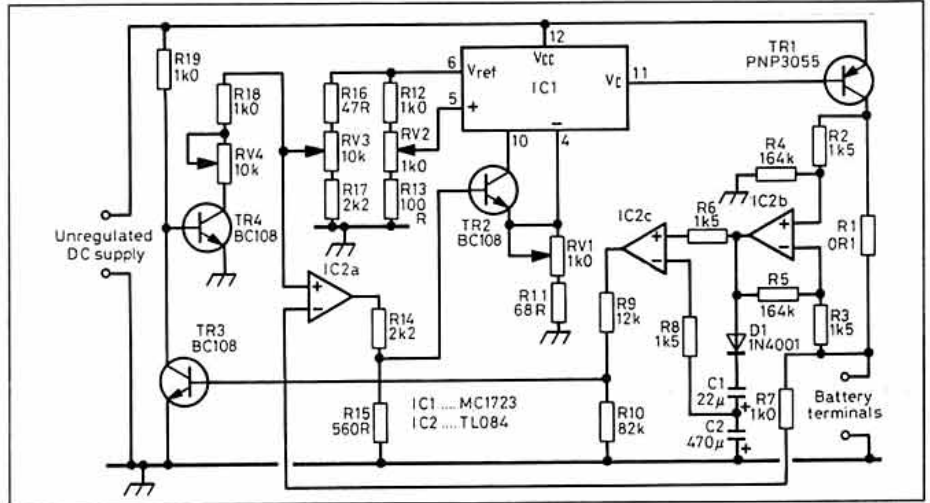 R19
1k0
R18
1k0
RV4
10k
TR4
BC108
Unregulated
DC supply
TR3
BC108
R16
47R
RV3
10k
R17
2k2
R12
1k0
RV2
1k0
R13
100
R
6
Vref
5
+
12
Vcc
IC1
Vc
11
10
−
4
TR1
PNP3055
TR2
BC108
RV1
1k0
R11
68R
IC2a
+
−
R14
2k2
R15
560R
IC1 .... MC1723
IC2 .... TL084
IC2c
+
−
R6
1k5
R9
12k
R8
1k5
R10
82k
R4
164k
R2
1k5
IC2b
+
−
R5
164k
R1
0R1
R3
1k5
D1
1N4001
C1
22µ
+
C2
470µ
+
R7
1k0
Battery
terminals